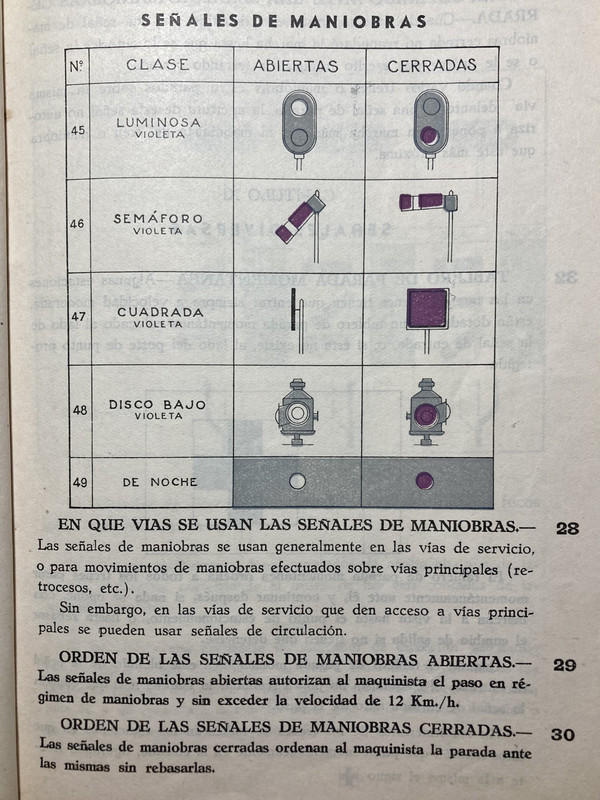 SEÑALES DE MANIOBRAS
Nº. CLASE ABIERTAS CERRADAS
45 LUMINOSA
VIOLETA
46 SEMÁFORO
VIOLETA
47 CUADRADA
VIOLETA
48 DISCO BAJO
VIOLETA
49 DE NOCHE
EN QUE VIAS SE USAN LAS SEÑALES DE MANIOBRAS.— 28
Las señales de maniobras se usan generalmente en las vías de servicio,
o para movimientos de maniobras efectuados sobre vías principales (re-
trocesos, etc.).
Sin embargo, en las vías de servicio que den acceso a vías princi-
pales se pueden usar señales de circulación.
ORDEN DE LAS SEÑALES DE MANIOBRAS ABIERTAS.— 29
Las señales de maniobras abiertas autorizan al maquinista el paso en ré-
gimen de maniobras y sin exceder la velocidad de 12 Km./h.
ORDEN DE LAS SEÑALES DE MANIOBRAS CERRADAS.— 30
Las señales de maniobras cerradas ordenan al maquinista la parada ante
las mismas sin rebasarlas.